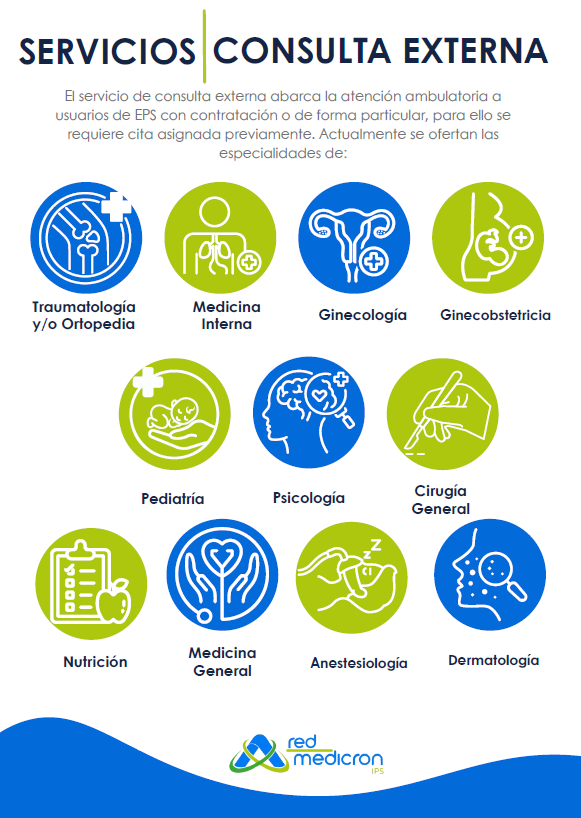 SERVICIOS CONSULTA EXTERNA
El servicio de consulta externa abarca la atención ambulatoria a
usuarios de EPS con contratación o de forma particular, para ello se
requiere cita asignada previamente. Actualmente se ofertan las
especialidades de:
Traumatología
y/o Ortopedia
Medicina
Interna
Ginecología
Ginecobstetricia
Pediatría
Psicología
Cirugía
General
Nutrición
Medicina
General
z z
Anestesiología
Dermatología
red
medicron
IPS